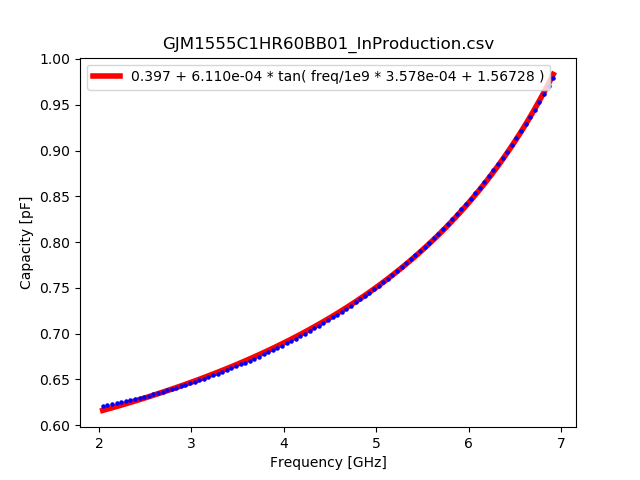 GJM1555C1HR60BB01_InProduction.csv
0.397 + 6.110e-04 * tan( freq/1e9 * 3.578e-04 + 1.56728 )
1.00
0.95
0.90
0.85
0.80
0.75
0.70
0.65
0.60
Capacity [pF]
2 3 4 5 6 7
Frequency [GHz]